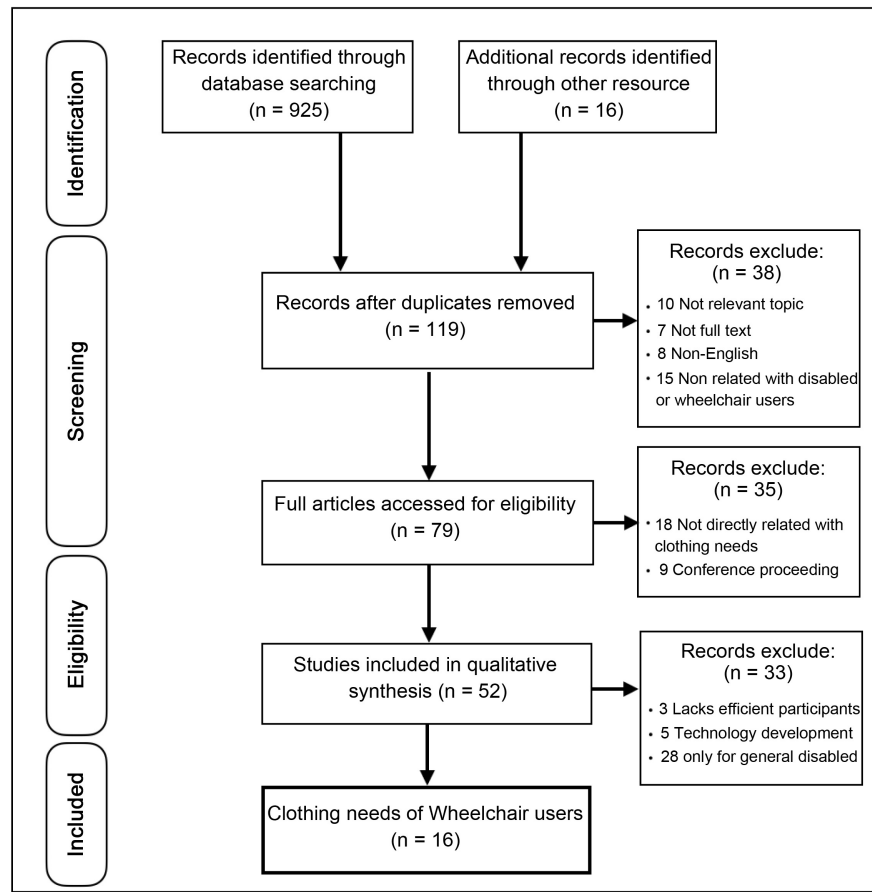 Identification
Records identified through
database searching
(n = 925)
Additional records identified
through other resource
(n = 16)
Screening
Records after duplicates removed
(n = 119)
Records exclude:
(n = 38)
• 10 Not relevant topic
• 7 Not full text
• 8 Non-English
• 15 Non related with disabled
or wheelchair users
Full articles accessed for eligibility
(n = 79)
Records exclude:
(n = 35)
• 18 Not directly related with
clothing needs
• 9 Conference proceeding
Eligibility
Studies included in qualitative
synthesis (n = 52)
Records exclude:
(n = 33)
• 3 Lacks efficient participants
• 5 Technology development
• 28 only for general disabled
Included
Clothing needs of Wheelchair users
(n = 16)